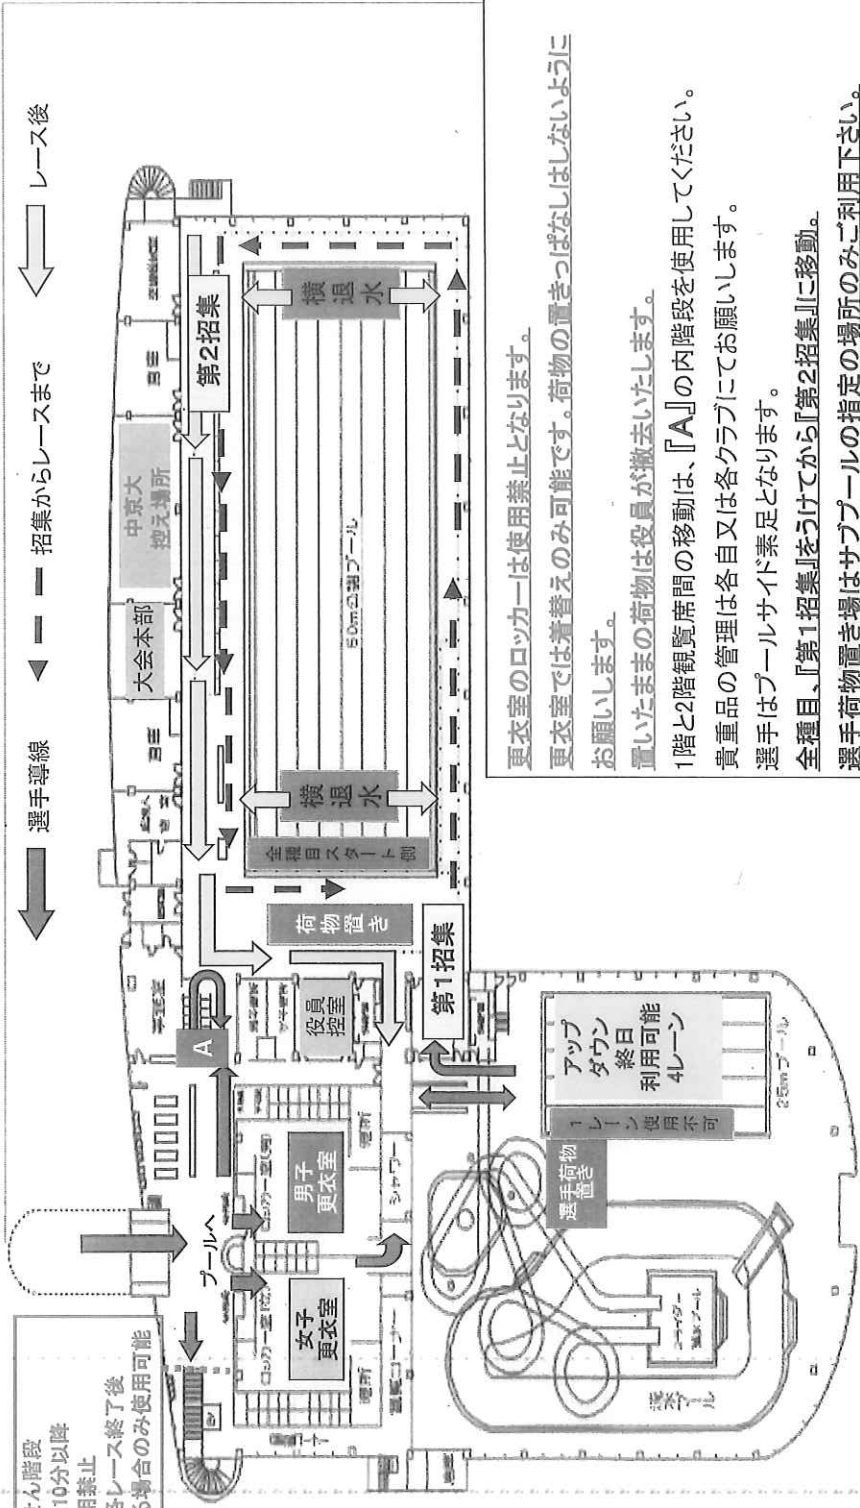 選手導線
招集からレースまで
レース後
せん階段
10分以降
用禁止
各レース終了後
る場合のみ使用可能
プールへ
A
大会本部
中京大
控え場所
第2招集
横退水
横退水
50m公認プール
全種目スタート側
荷物置き
役員
控室
第1招集
男子
更衣室
女子
更衣室
シャワー
便所
便所
アップ
ダウン
終日
利用可能
4レーン
1レーン使用不可
25mプール
選手荷物
置き
流水プール
更衣室のロッカーは使用禁止となります。
更衣室では着替えのみ可能です。荷物の置きっぱなしはしないように
お願いします。
置いたままの荷物は役員が撤去いたします。
1階と2階観覧席間の移動は、『A』の内階段を使用してください。
貴重品の管理は各自又は各クラブにてお願いします。
選手はプールサイド素足となります。
全種目、『第1招集』をうけてから『第2招集』に移動。
選手荷物置き場はサブプールの指定の場所のみご利用下さい。